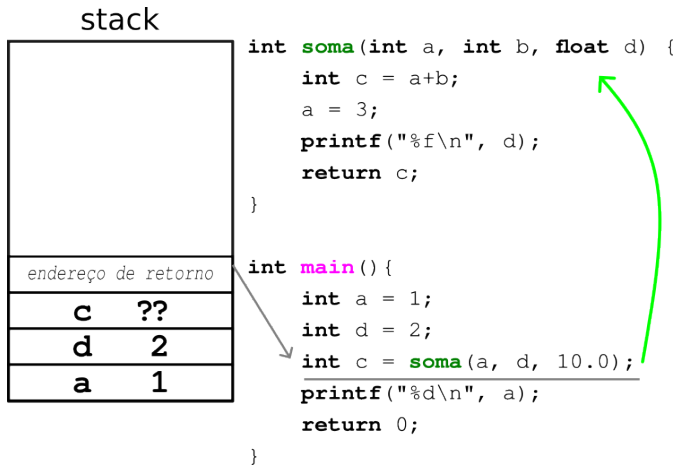 stack
endereço de retorno
c ??
d 2
a 1
int soma(int a, int b, float d) {
    int c = a+b;
    a = 3;
    printf("%f\n", d);
    return c;
}
int main(){
    int a = 1;
    int d = 2;
    int c = soma(a, d, 10.0);
    printf("%d\n", a);
    return 0;
}